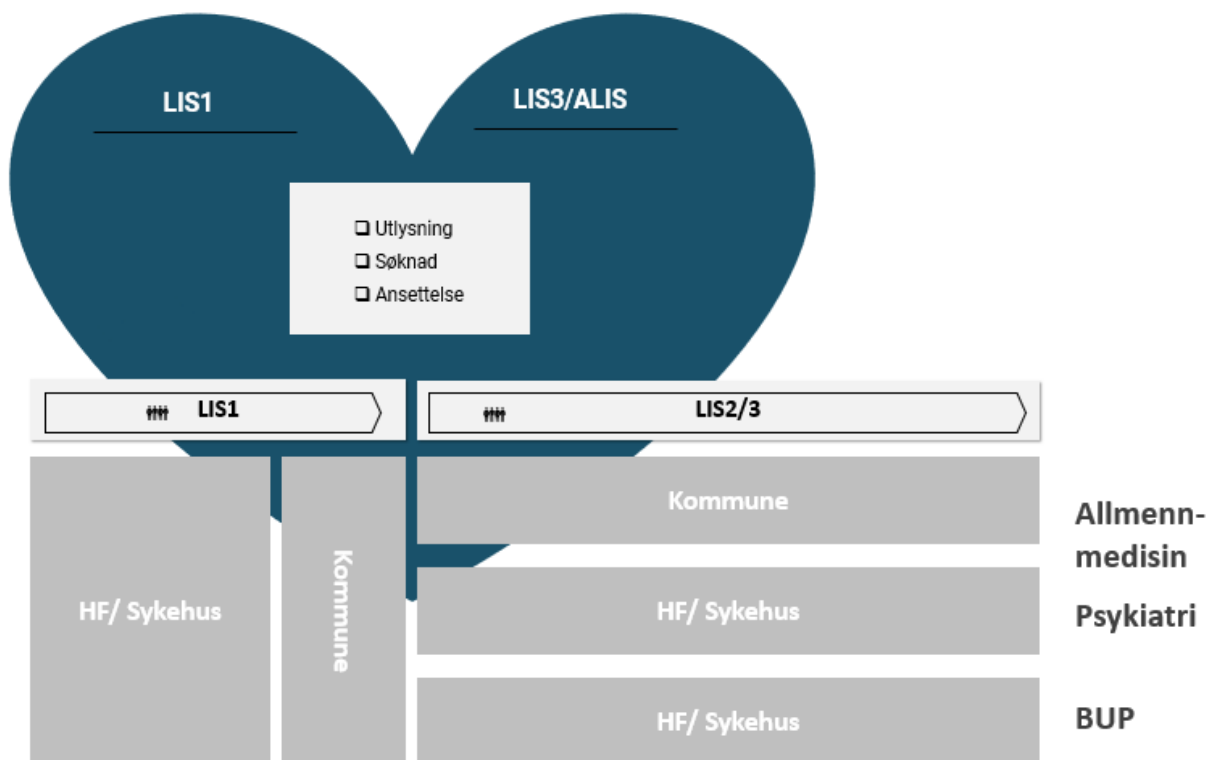 LIS1
LIS3/ALIS
Utlysning
Søknad
Ansettelse
LIS1
LIS2/3
HF/ Sykehus
Kommune
Kommune
Allmenn-
medisin
HF/ Sykehus
Psykiatri
HF/ Sykehus
BUP